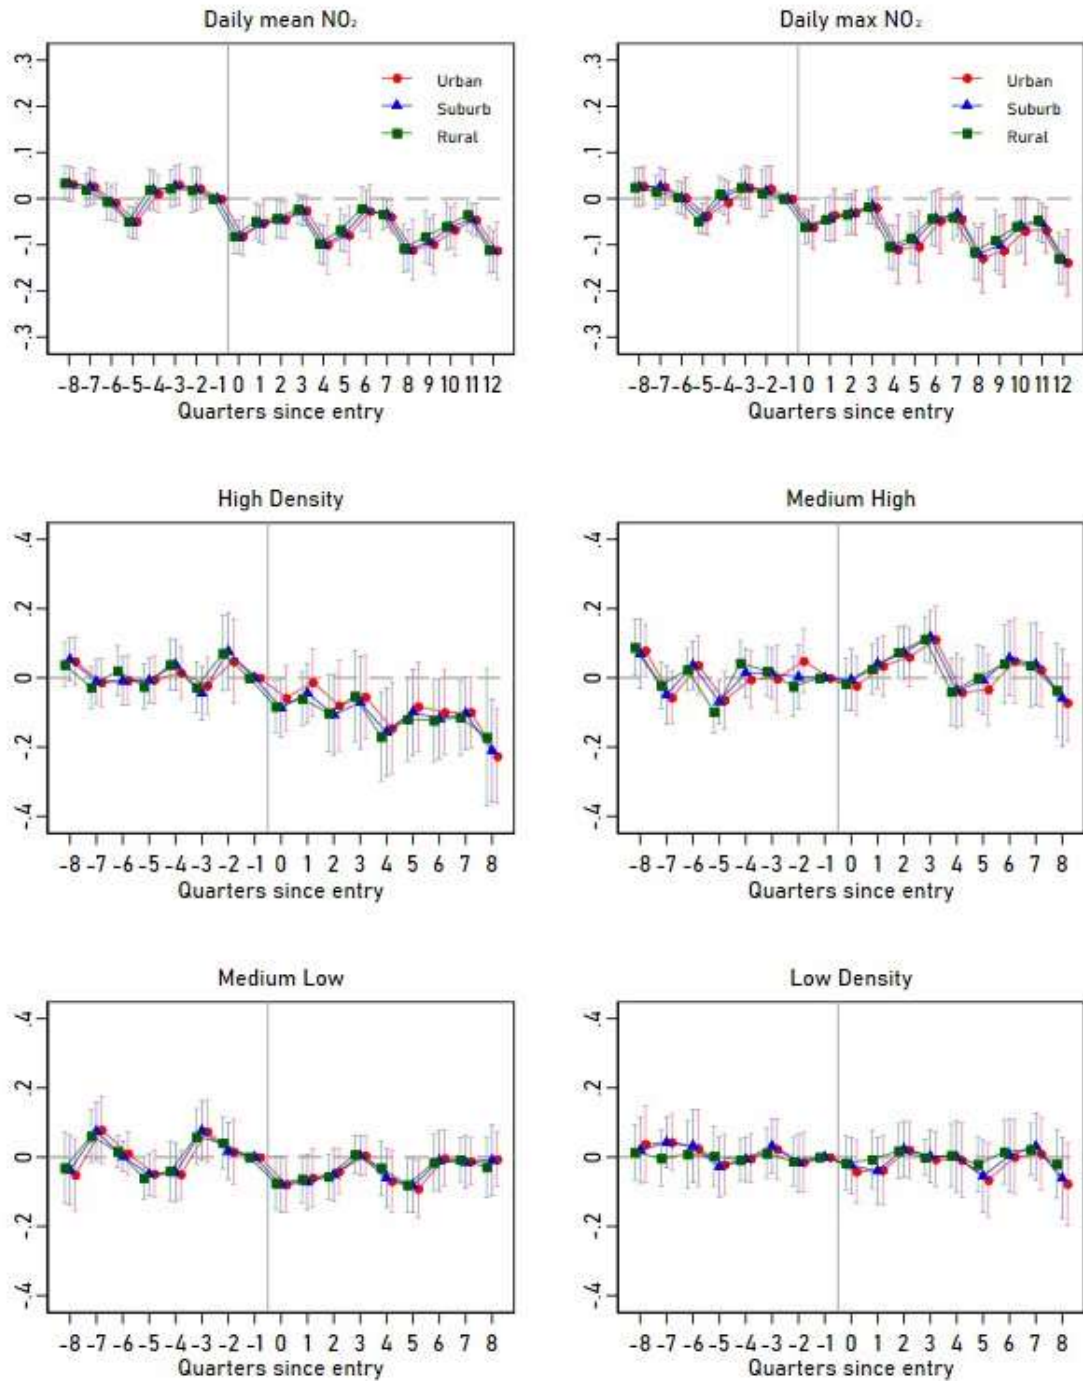 Daily mean NO₂
.3
.2
.1
0
-.1
-.2
-.3
Urban
Suburb
Rural
-8 -7 -6 -5 -4 -3 -2 -1 0 1 2 3 4 5 6 7 8 9 10 11 12
Quarters since entry
Daily max NO₂
.3
.2
.1
0
-.1
-.2
-.3
Urban
Suburb
Rural
-8 -7 -6 -5 -4 -3 -2 -1 0 1 2 3 4 5 6 7 8 9 10 11 12
Quarters since entry
High Density
.4
.2
0
-.2
-.4
-8 -7 -6 -5 -4 -3 -2 -1 0 1 2 3 4 5 6 7 8
Quarters since entry
Medium High
.4
.2
0
-.2
-.4
-8 -7 -6 -5 -4 -3 -2 -1 0 1 2 3 4 5 6 7 8
Quarters since entry
Medium Low
.4
.2
0
-.2
-.4
-8 -7 -6 -5 -4 -3 -2 -1 0 1 2 3 4 5 6 7 8
Quarters since entry
Low Density
.4
.2
0
-.2
-.4
-8 -7 -6 -5 -4 -3 -2 -1 0 1 2 3 4 5 6 7 8
Quarters since entry